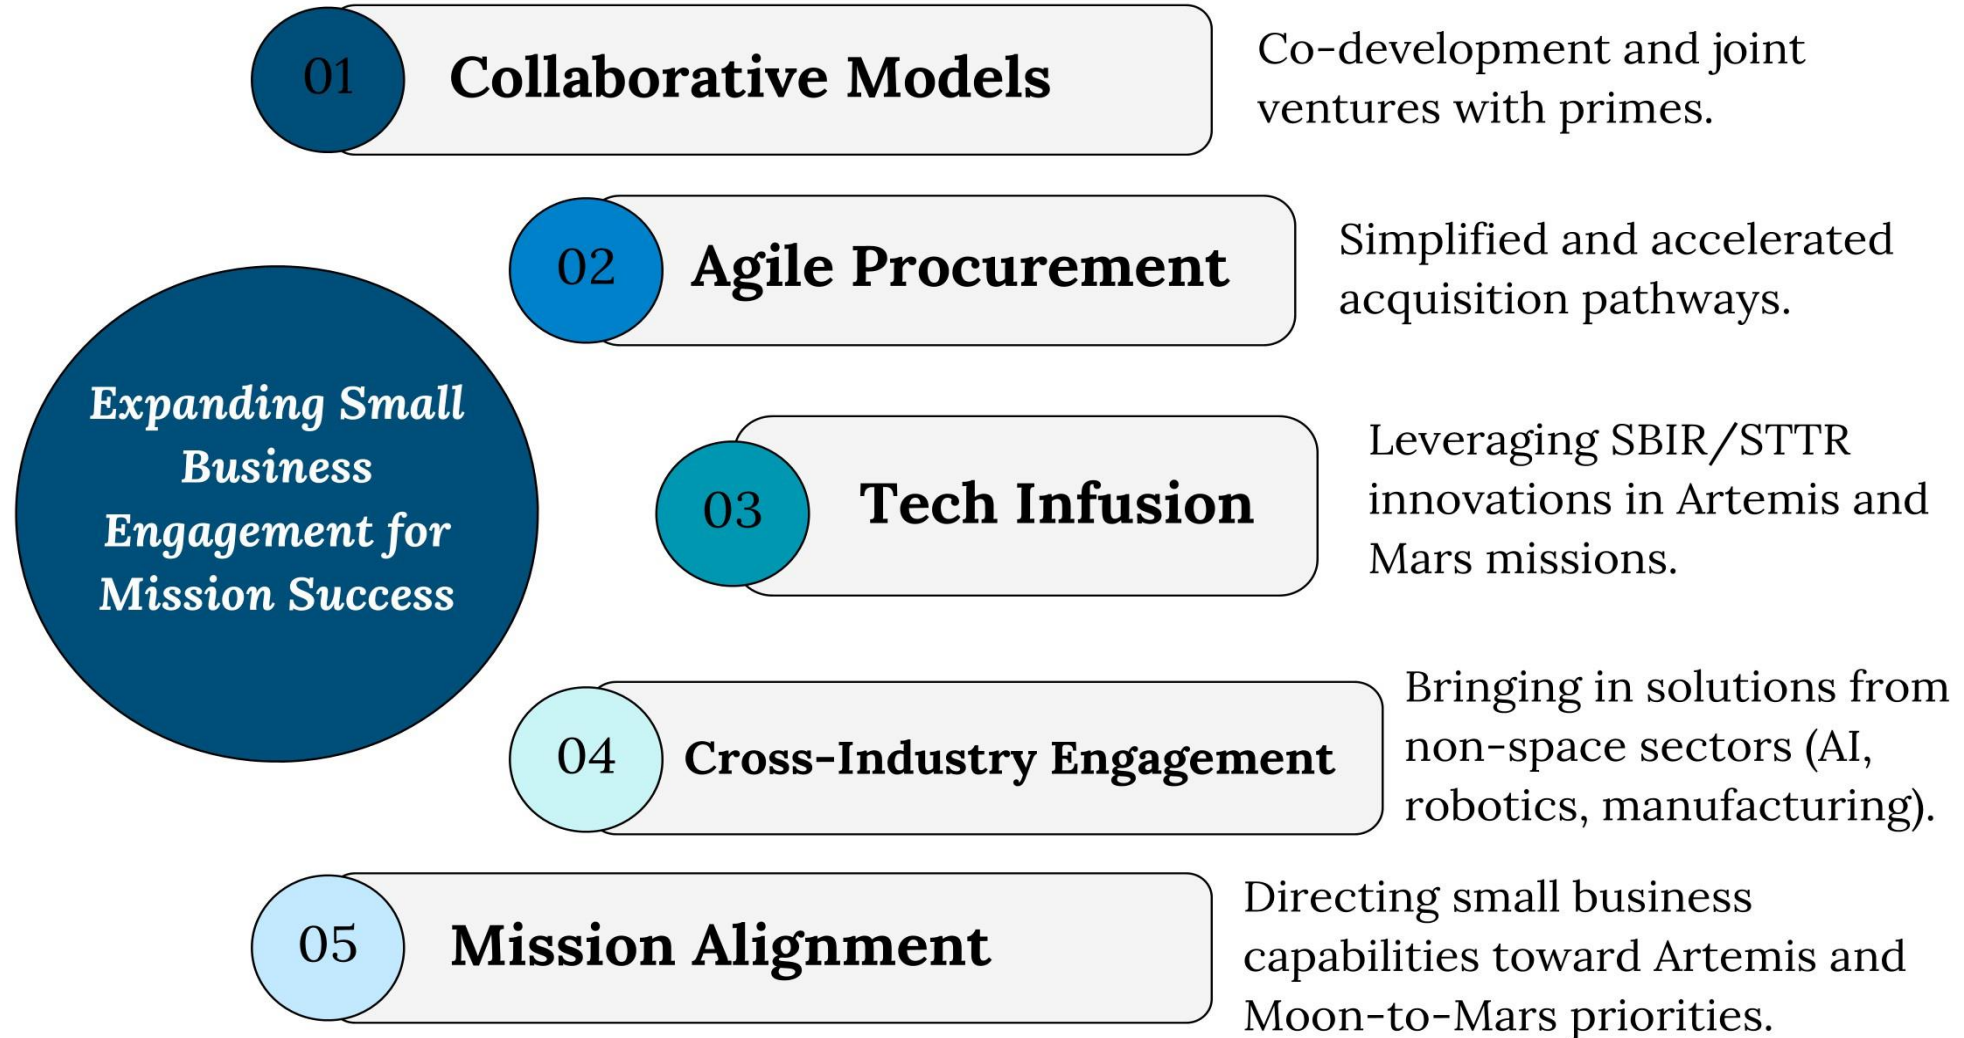 01
Collaborative Models
Co-development and joint
ventures with primes.
02
Agile Procurement
Simplified and accelerated
acquisition pathways.
Expanding Small
Business
Engagement for
Mission Success
03
Tech Infusion
Leveraging SBIR/STTR
innovations in Artemis and
Mars missions.
04
Cross-Industry Engagement
Bringing in solutions from
non-space sectors (AI,
robotics, manufacturing).
05
Mission Alignment
Directing small business
capabilities toward Artemis and
Moon-to-Mars priorities.